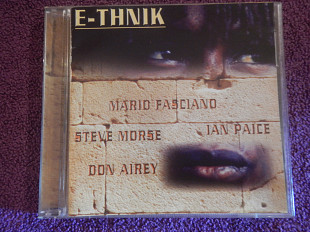 E-THNIK
MARIO FASCIANO
STEVE MORSE IAN PAICE
DON AIREY